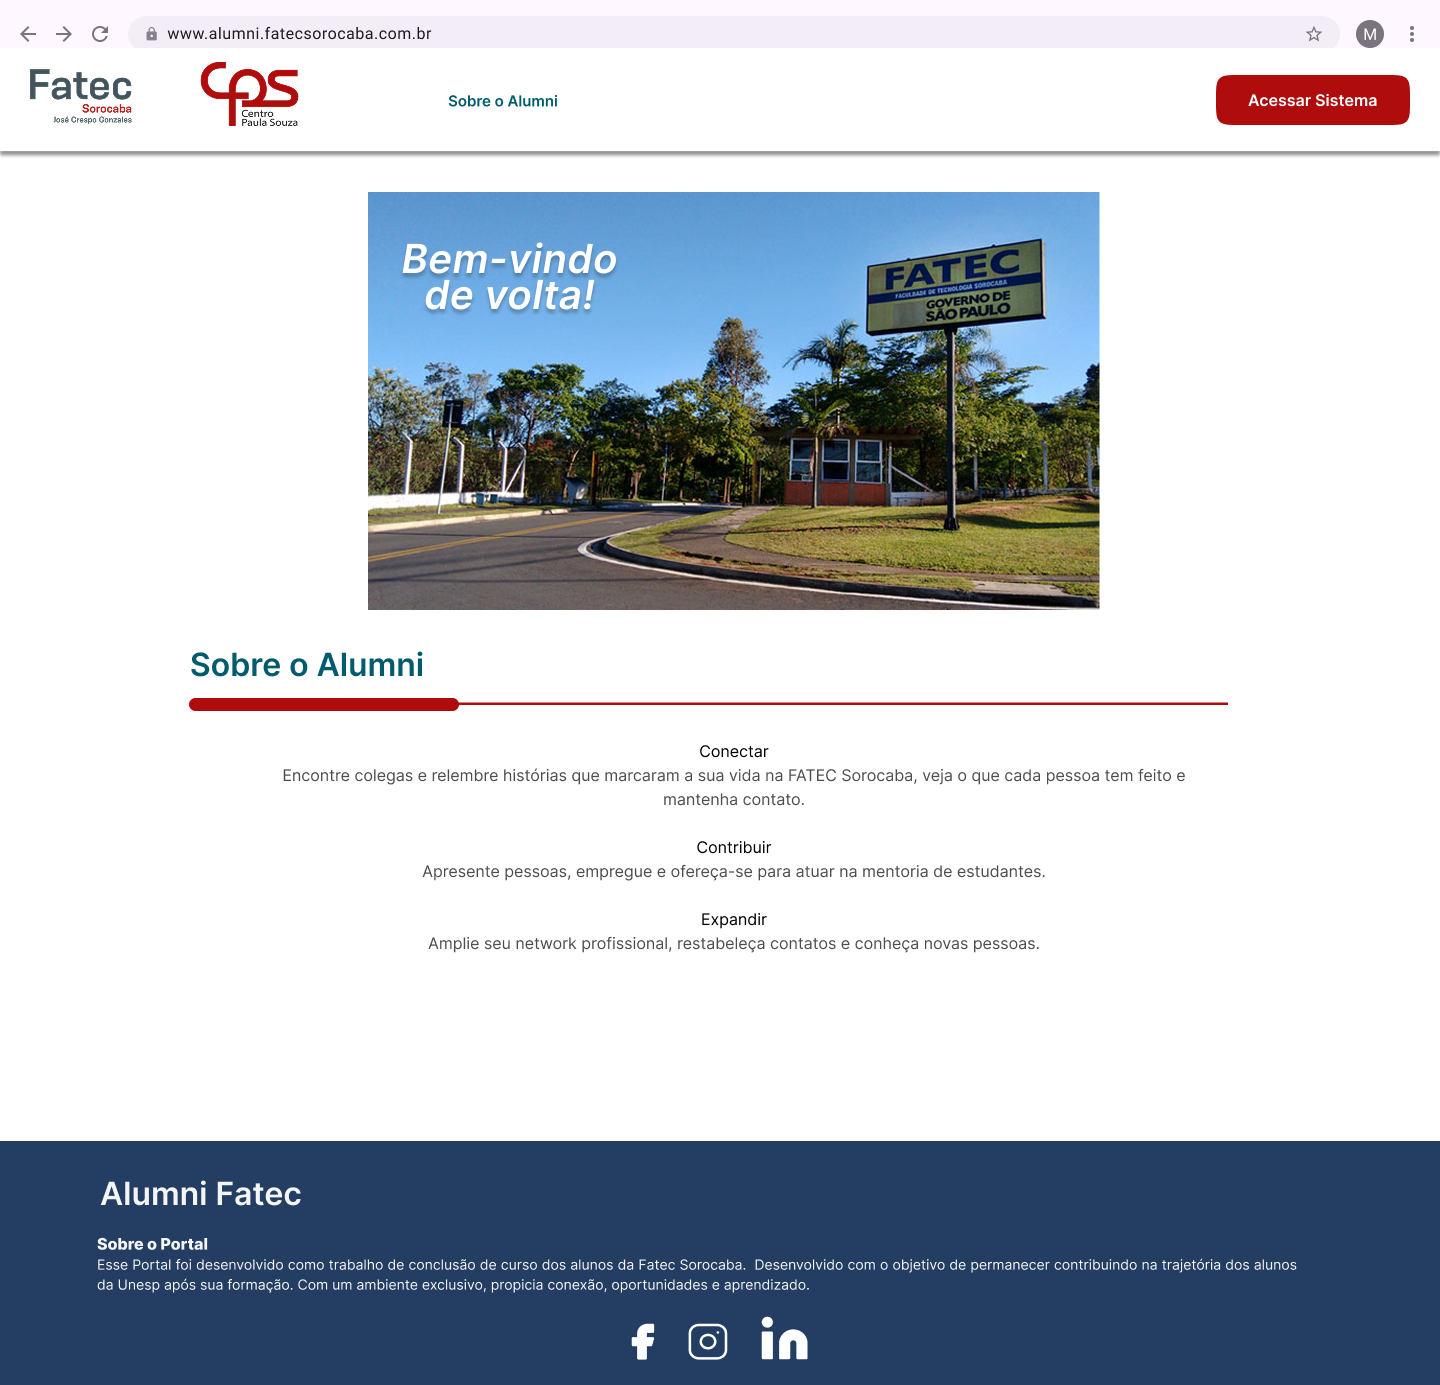 www.alumni.fatecsorocaba.com.br
M
Fatec
Sorocaba
José Crespo Gonzales
cps
Centro
Paula Souza
Sobre o Alumni
Acessar Sistema
Bem-vindo
de volta!
FATEC
FACULDADE DE TECNOLOGIA SOROCABA
GOVERNO DE
SÃO PAULO
Sobre o Alumni
Conectar
Encontre colegas e relembre histórias que marcaram a sua vida na FATEC Sorocaba, veja o que cada pessoa tem feito e
mantenha contato.
Contribuir
Apresente pessoas, empregue e ofereça-se para atuar na mentoria de estudantes.
Expandir
Amplie seu network profissional, restabeleça contatos e conheça novas pessoas.
Alumni Fatec
Sobre o Portal
Esse Portal foi desenvolvido como trabalho de conclusão de curso dos alunos da Fatec Sorocaba.  Desenvolvido com o objetivo de permanecer contribuindo na trajetória dos alunos
da Unesp após sua formação. Com um ambiente exclusivo, propicia conexão, oportunidades e aprendizado.